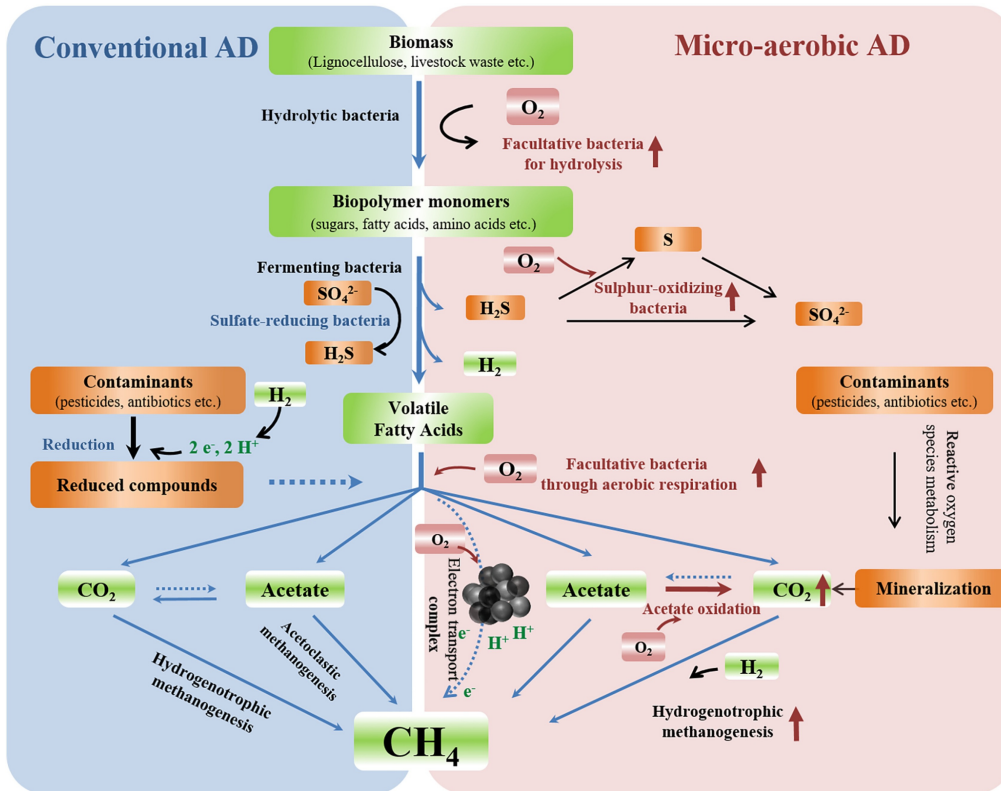 Conventional AD
Micro-aerobic AD
Biomass
(Lignocellulose, livestock waste etc.)
Hydrolytic bacteria
O₂
Facultative bacteria
for hydrolysis
Biopolymer monomers
(sugars, fatty acids, amino acids etc.)
Fermenting bacteria
SO₄²⁻
Sulfate-reducing bacteria
H₂S
O₂
S
Sulphur-oxidizing
bacteria
H₂S
SO₄²⁻
H₂
Contaminants
(pesticides, antibiotics etc.)
H₂
Reduction
2 e⁻, 2 H⁺
Reduced compounds
Volatile
Fatty Acids
Contaminants
(pesticides, antibiotics etc.)
Reactive oxygen
species metabolism
O₂
Facultative bacteria
through aerobic respiration
O₂
Electron transport
complex
e⁻
H⁺
H⁺
e⁻
CO₂
Acetate
Acetate
CO₂
Mineralization
Acetate oxidation
O₂
H₂
Hydrogenotrophic
methanogenesis
Acetoclastic
methanogenesis
Hydrogenotrophic
methanogenesis
CH₄